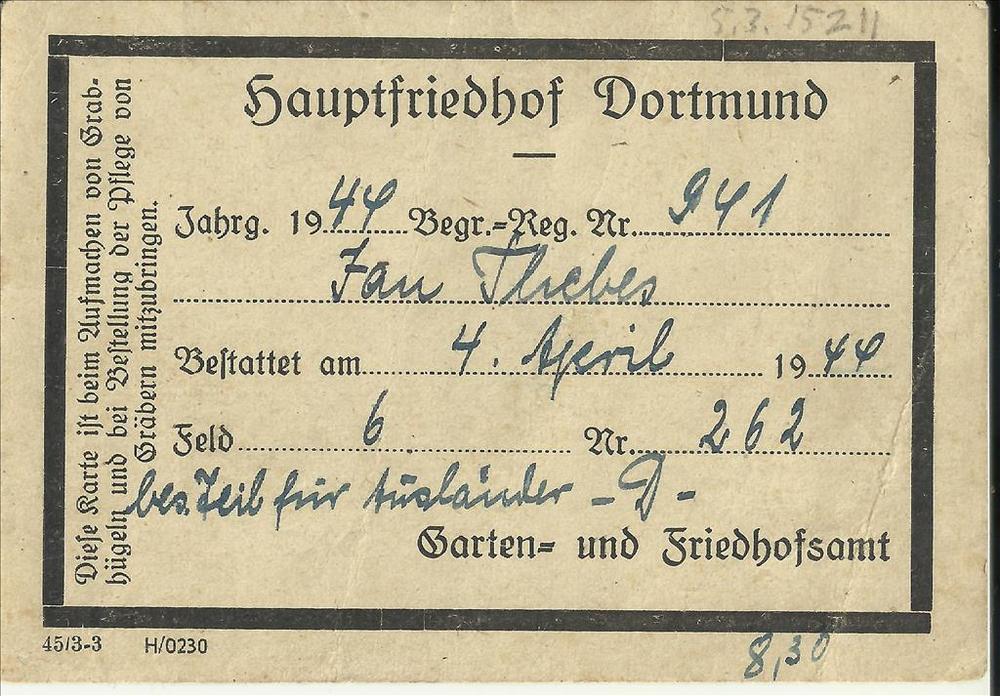 5.3.15211
Hauptfriedhof Dortmund
Jahrg. 1944 Begr.=Reg. Nr. 941
Jan Thebes
Bestattet am 4. April 1944
Feld 6 Nr. 262
bes. Teil für Ausländer - D -
Garten= und Friedhofsamt
Diese Karte ist beim Aufmachen von Grab-
hügeln und bei Bestellung der Pflege von
Gräbern mitzubringen.
45/3-3 H/0230
8,30